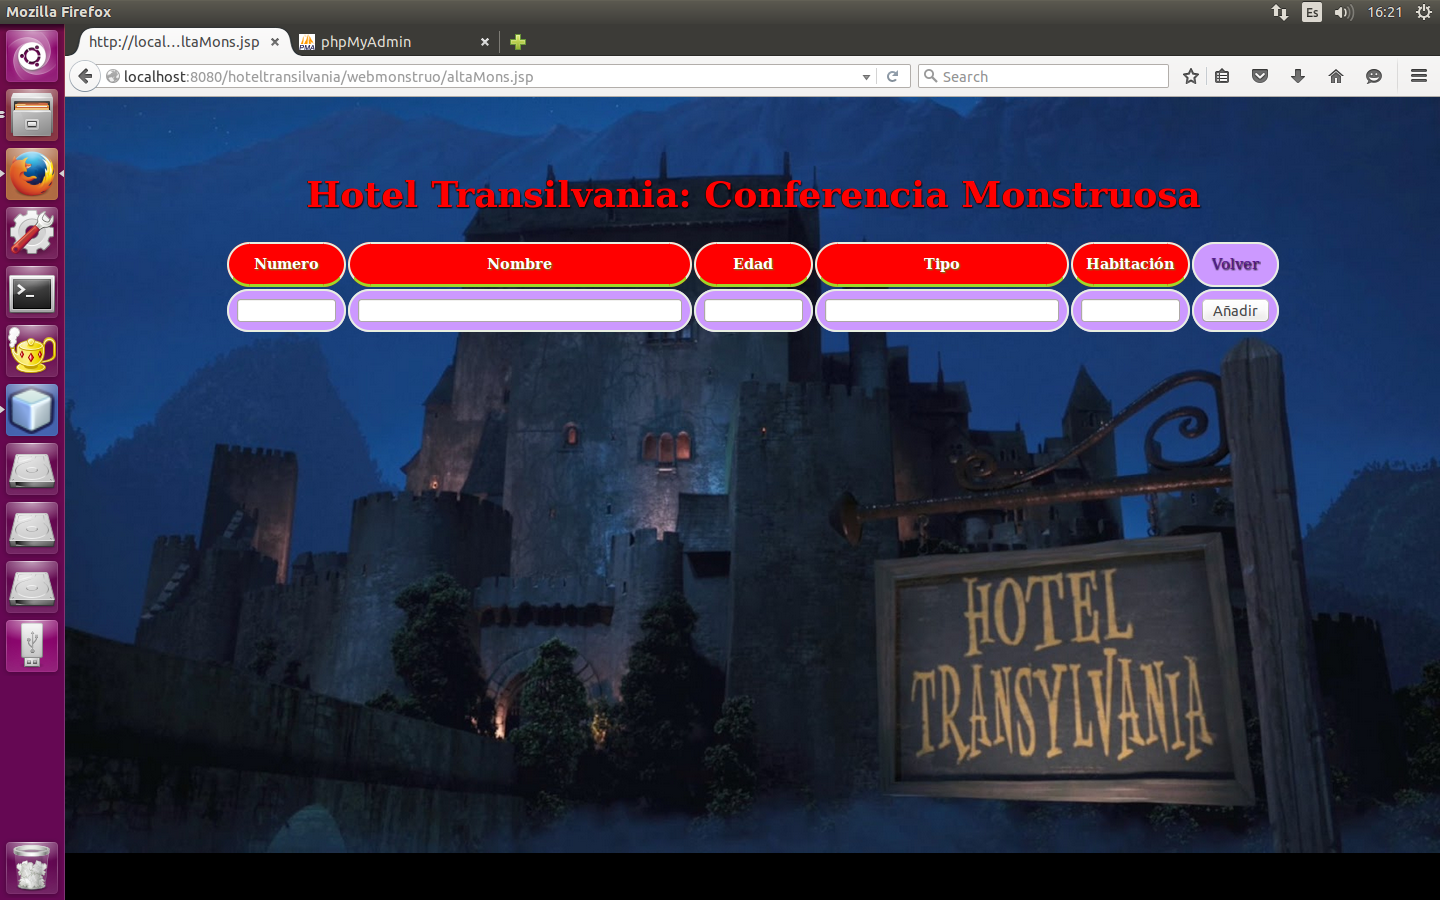 Mozilla Firefox
Es
16:21
http://local...ltaMons.jsp
phpMyAdmin
localhost:8080/hoteltransilvania/webmonstruo/altaMons.jsp
Search
Hotel Transilvania: Conferencia Monstruosa
Numero Nombre Edad Tipo Habitación Volver
Añadir
HOTEL
TRANSYLVANIA